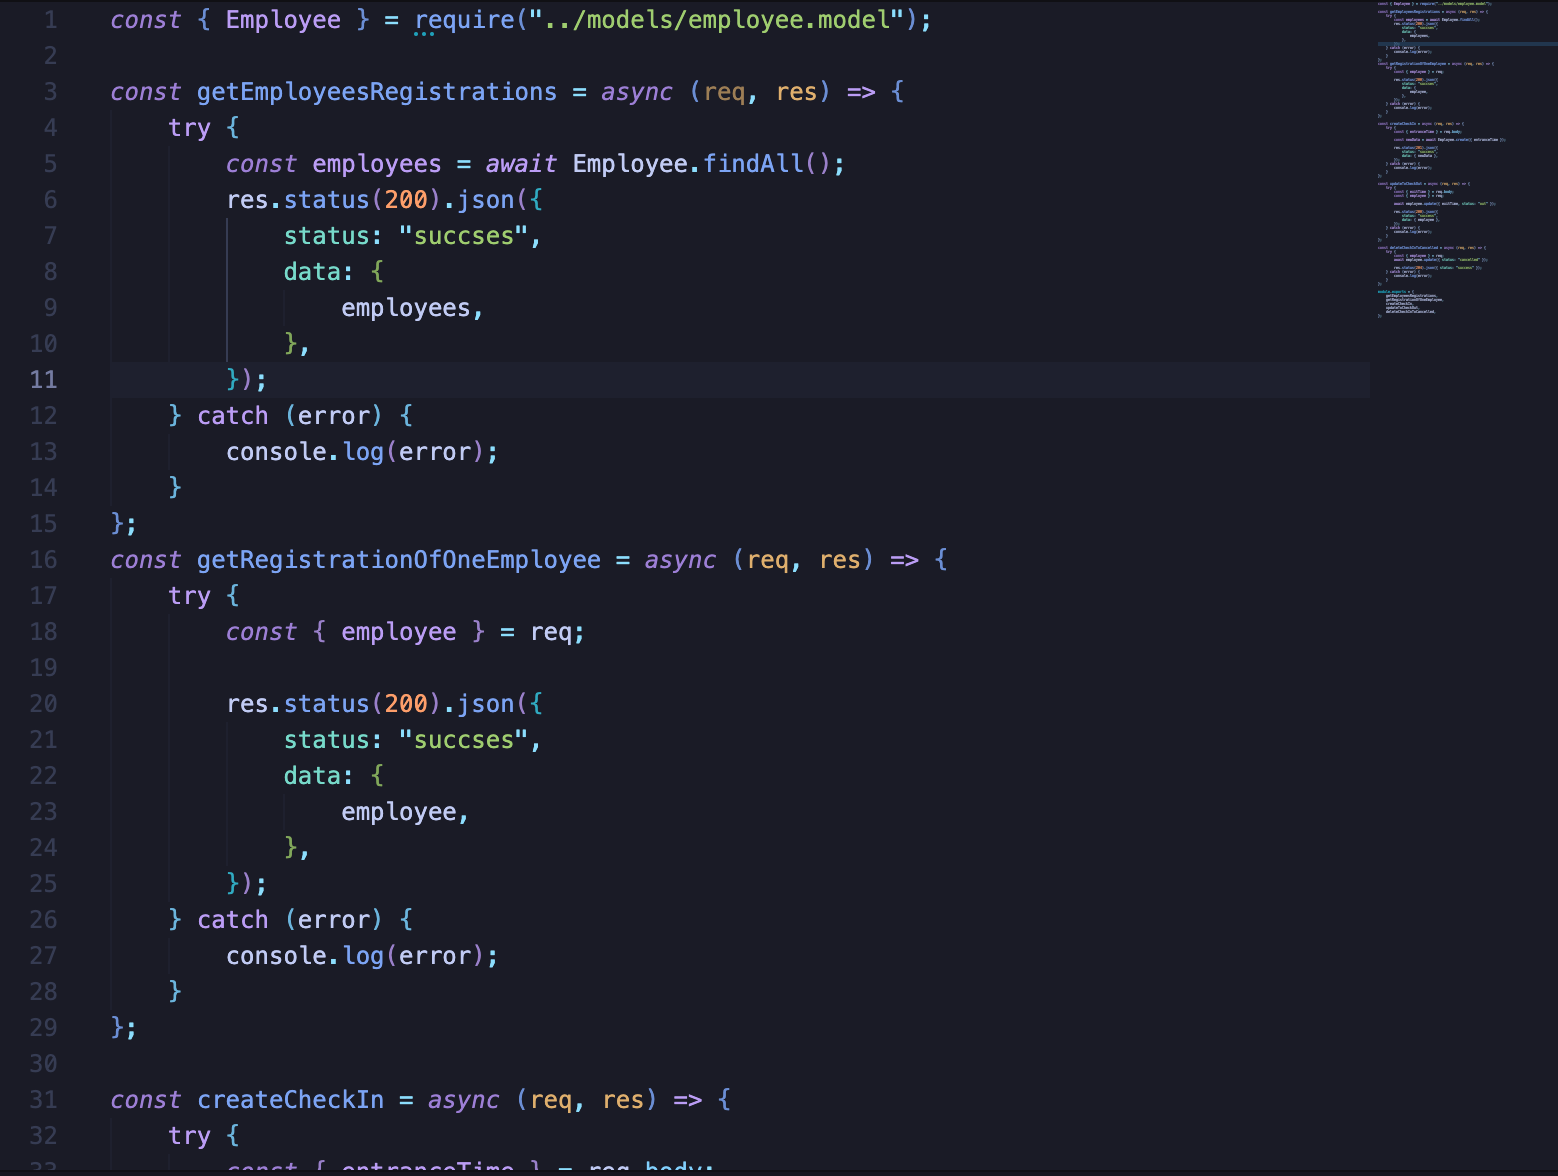 1 const { Employee } = require("../models/employee.model");
2
3 const getEmployeesRegistrations = async (req, res) => {
4 try {
5 const employees = await Employee.findAll();
6 res.status(200).json({
7 status: "succses",
8 data: {
9 employees,
10 },
11 });
12 } catch (error) {
13 console.log(error);
14 }
15 };
16 const getRegistrationOfOneEmployee = async (req, res) => {
17 try {
18 const { employee } = req;
19
20 res.status(200).json({
21 status: "succses",
22 data: {
23 employee,
24 },
25 });
26 } catch (error) {
27 console.log(error);
28 }
29 };
30
31 const createCheckIn = async (req, res) => {
32 try {
33 const { entranceTime } = req.body;